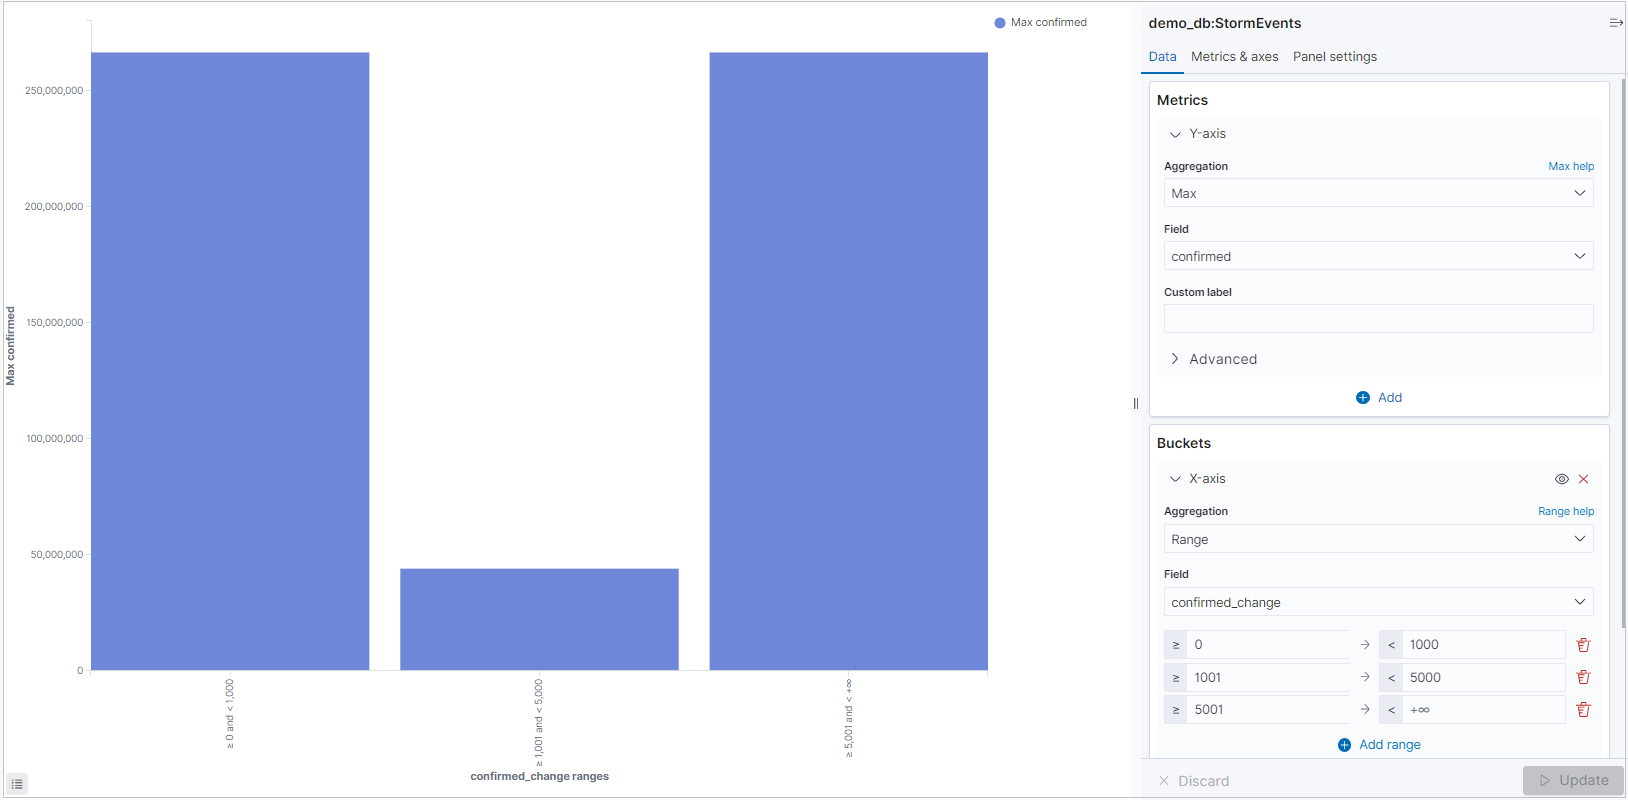 Max confirmed
250,000,000
200,000,000
150,000,000
100,000,000
50,000,000
0
Max confirmed
≥ 0 and < 1,000
≥ 1,001 and < 5,000
≥ 5,001 and < +∞
confirmed_change ranges
demo_db:StormEvents
Data Metrics & axes Panel settings
Metrics
Y-axis
Aggregation Max help
Max
Field
confirmed
Custom label
Advanced
Add
Buckets
X-axis
Aggregation Range help
Range
Field
confirmed_change
≥ 0 → < 1000
≥ 1001 → < 5000
≥ 5001 → < +∞
Add range
Discard Update